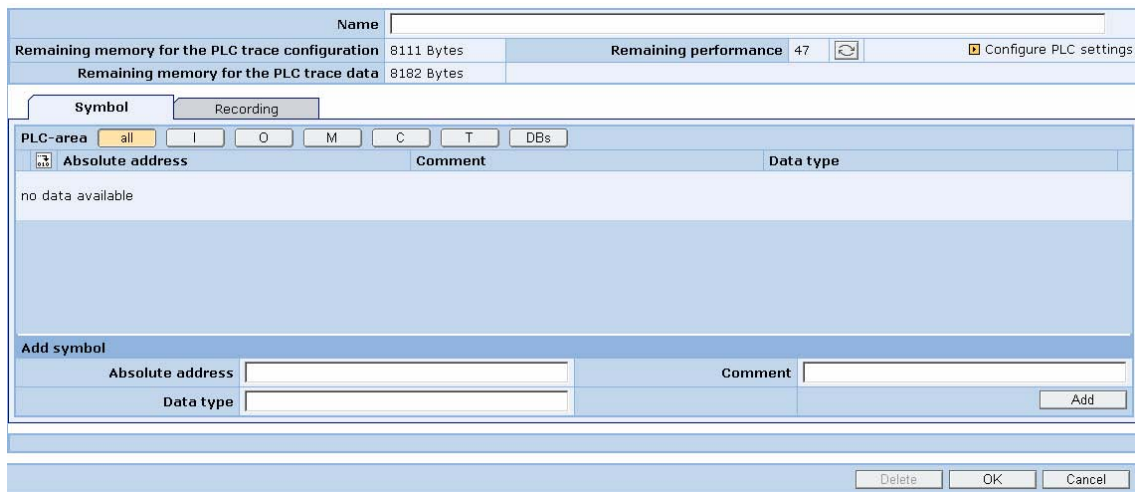 Name
Remaining memory for the PLC trace configuration 8111 Bytes Remaining performance 47 Configure PLC settings
Remaining memory for the PLC trace data 8182 Bytes
Symbol Recording
PLC-area all I O M C T DBs
Absolute address Comment Data type
no data available
Add symbol
Absolute address Comment
Data type Add
Delete OK Cancel